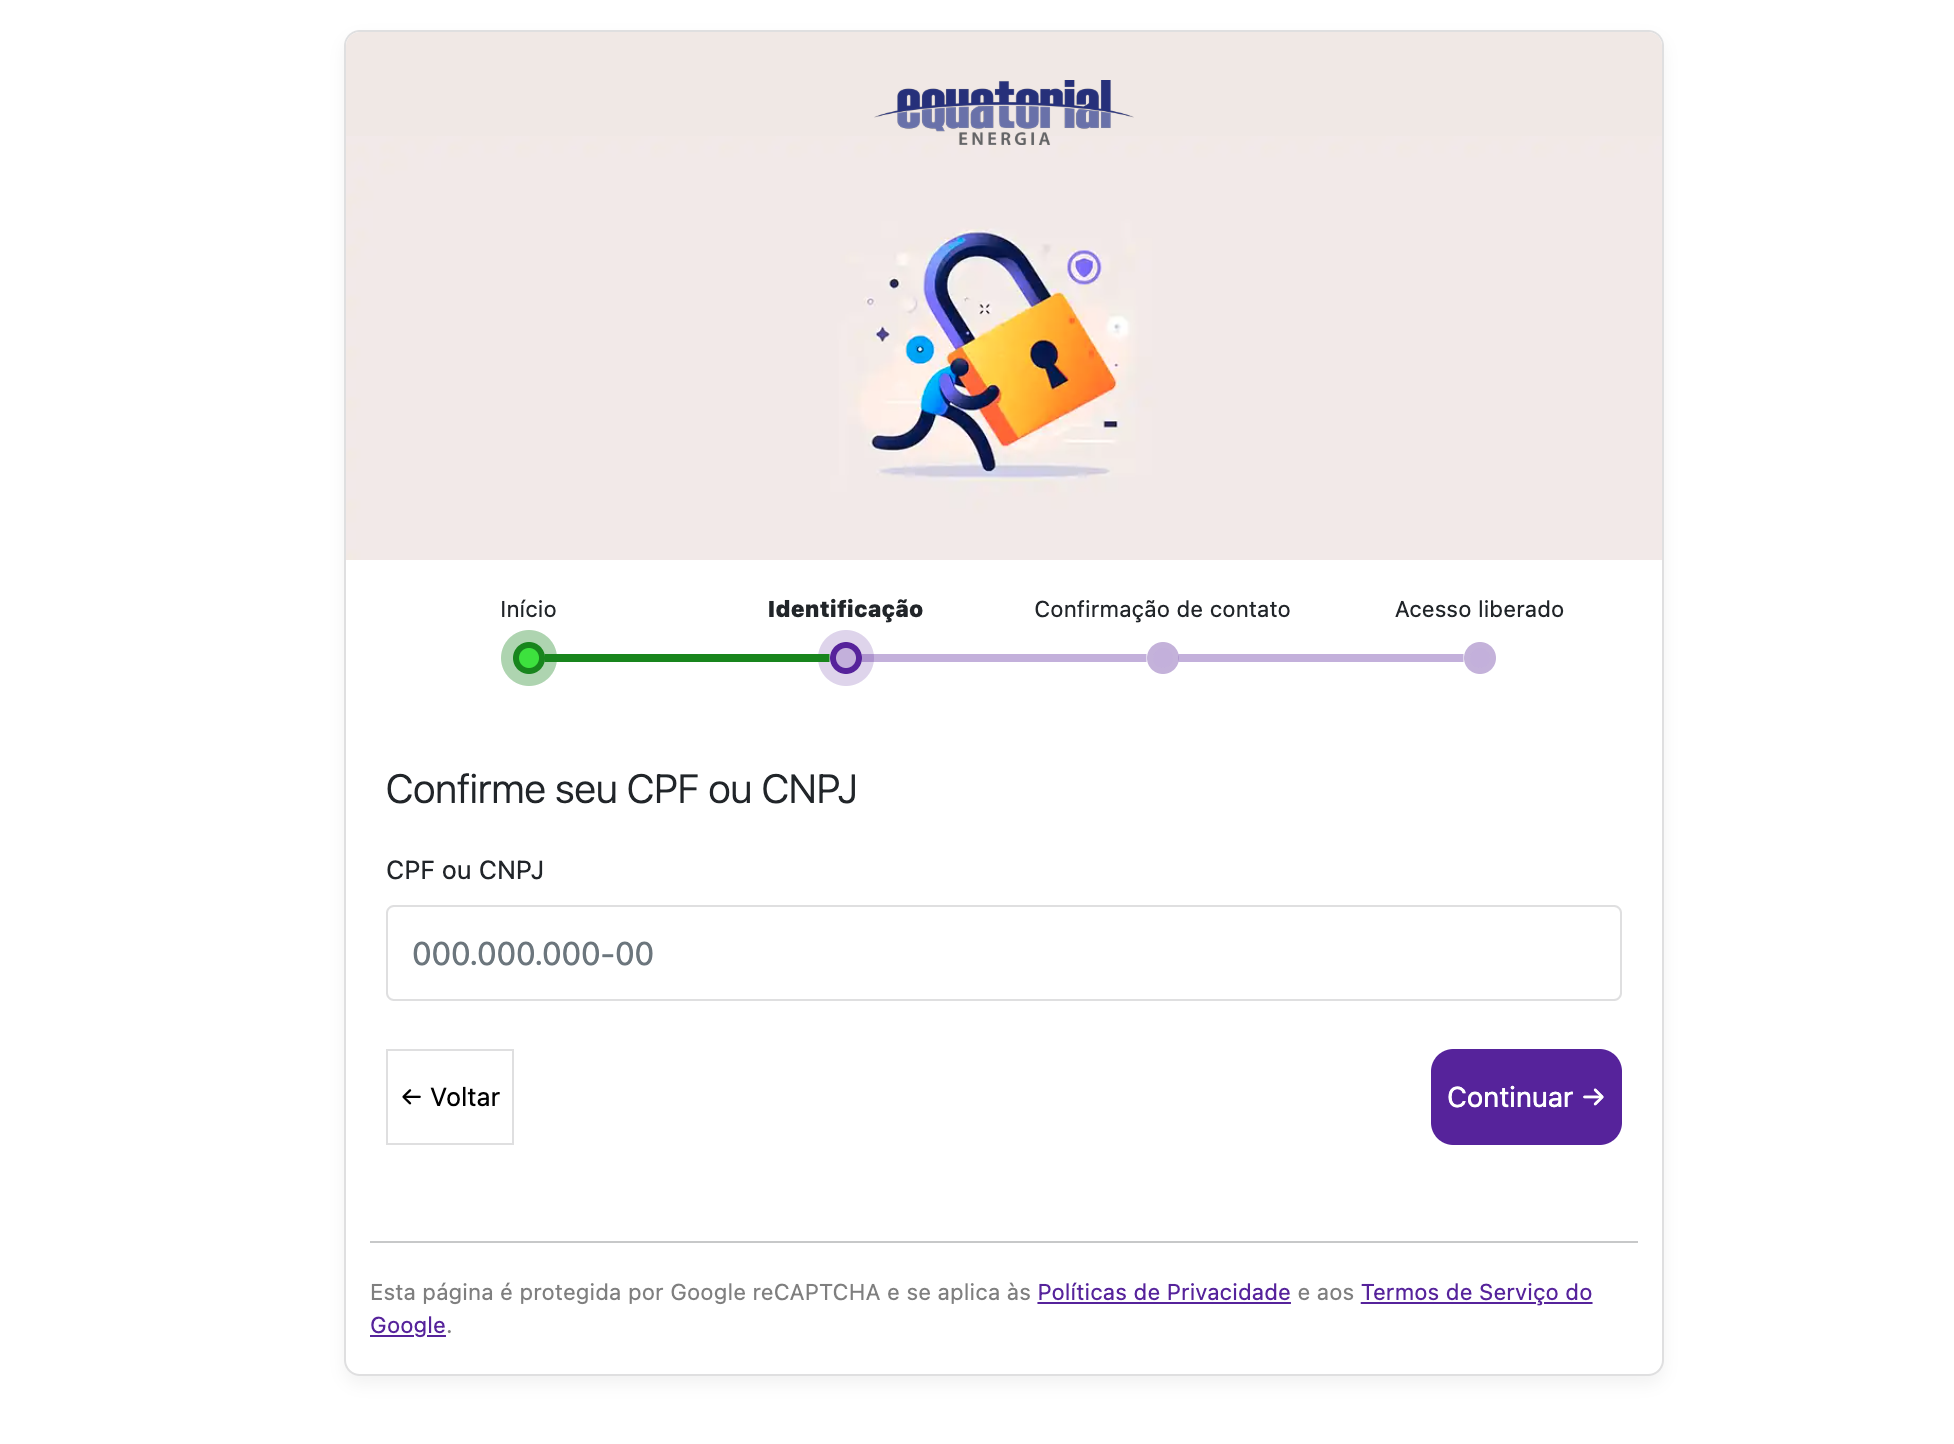 equatorial
ENERGIA
Início
Identificação
Confirmação de contato
Acesso liberado
Confirme seu CPF ou CNPJ
CPF ou CNPJ
000.000.000-00
← Voltar
Continuar →
Esta página é protegida por Google reCAPTCHA e se aplica às Políticas de Privacidade e aos Termos de Serviço do
Google.